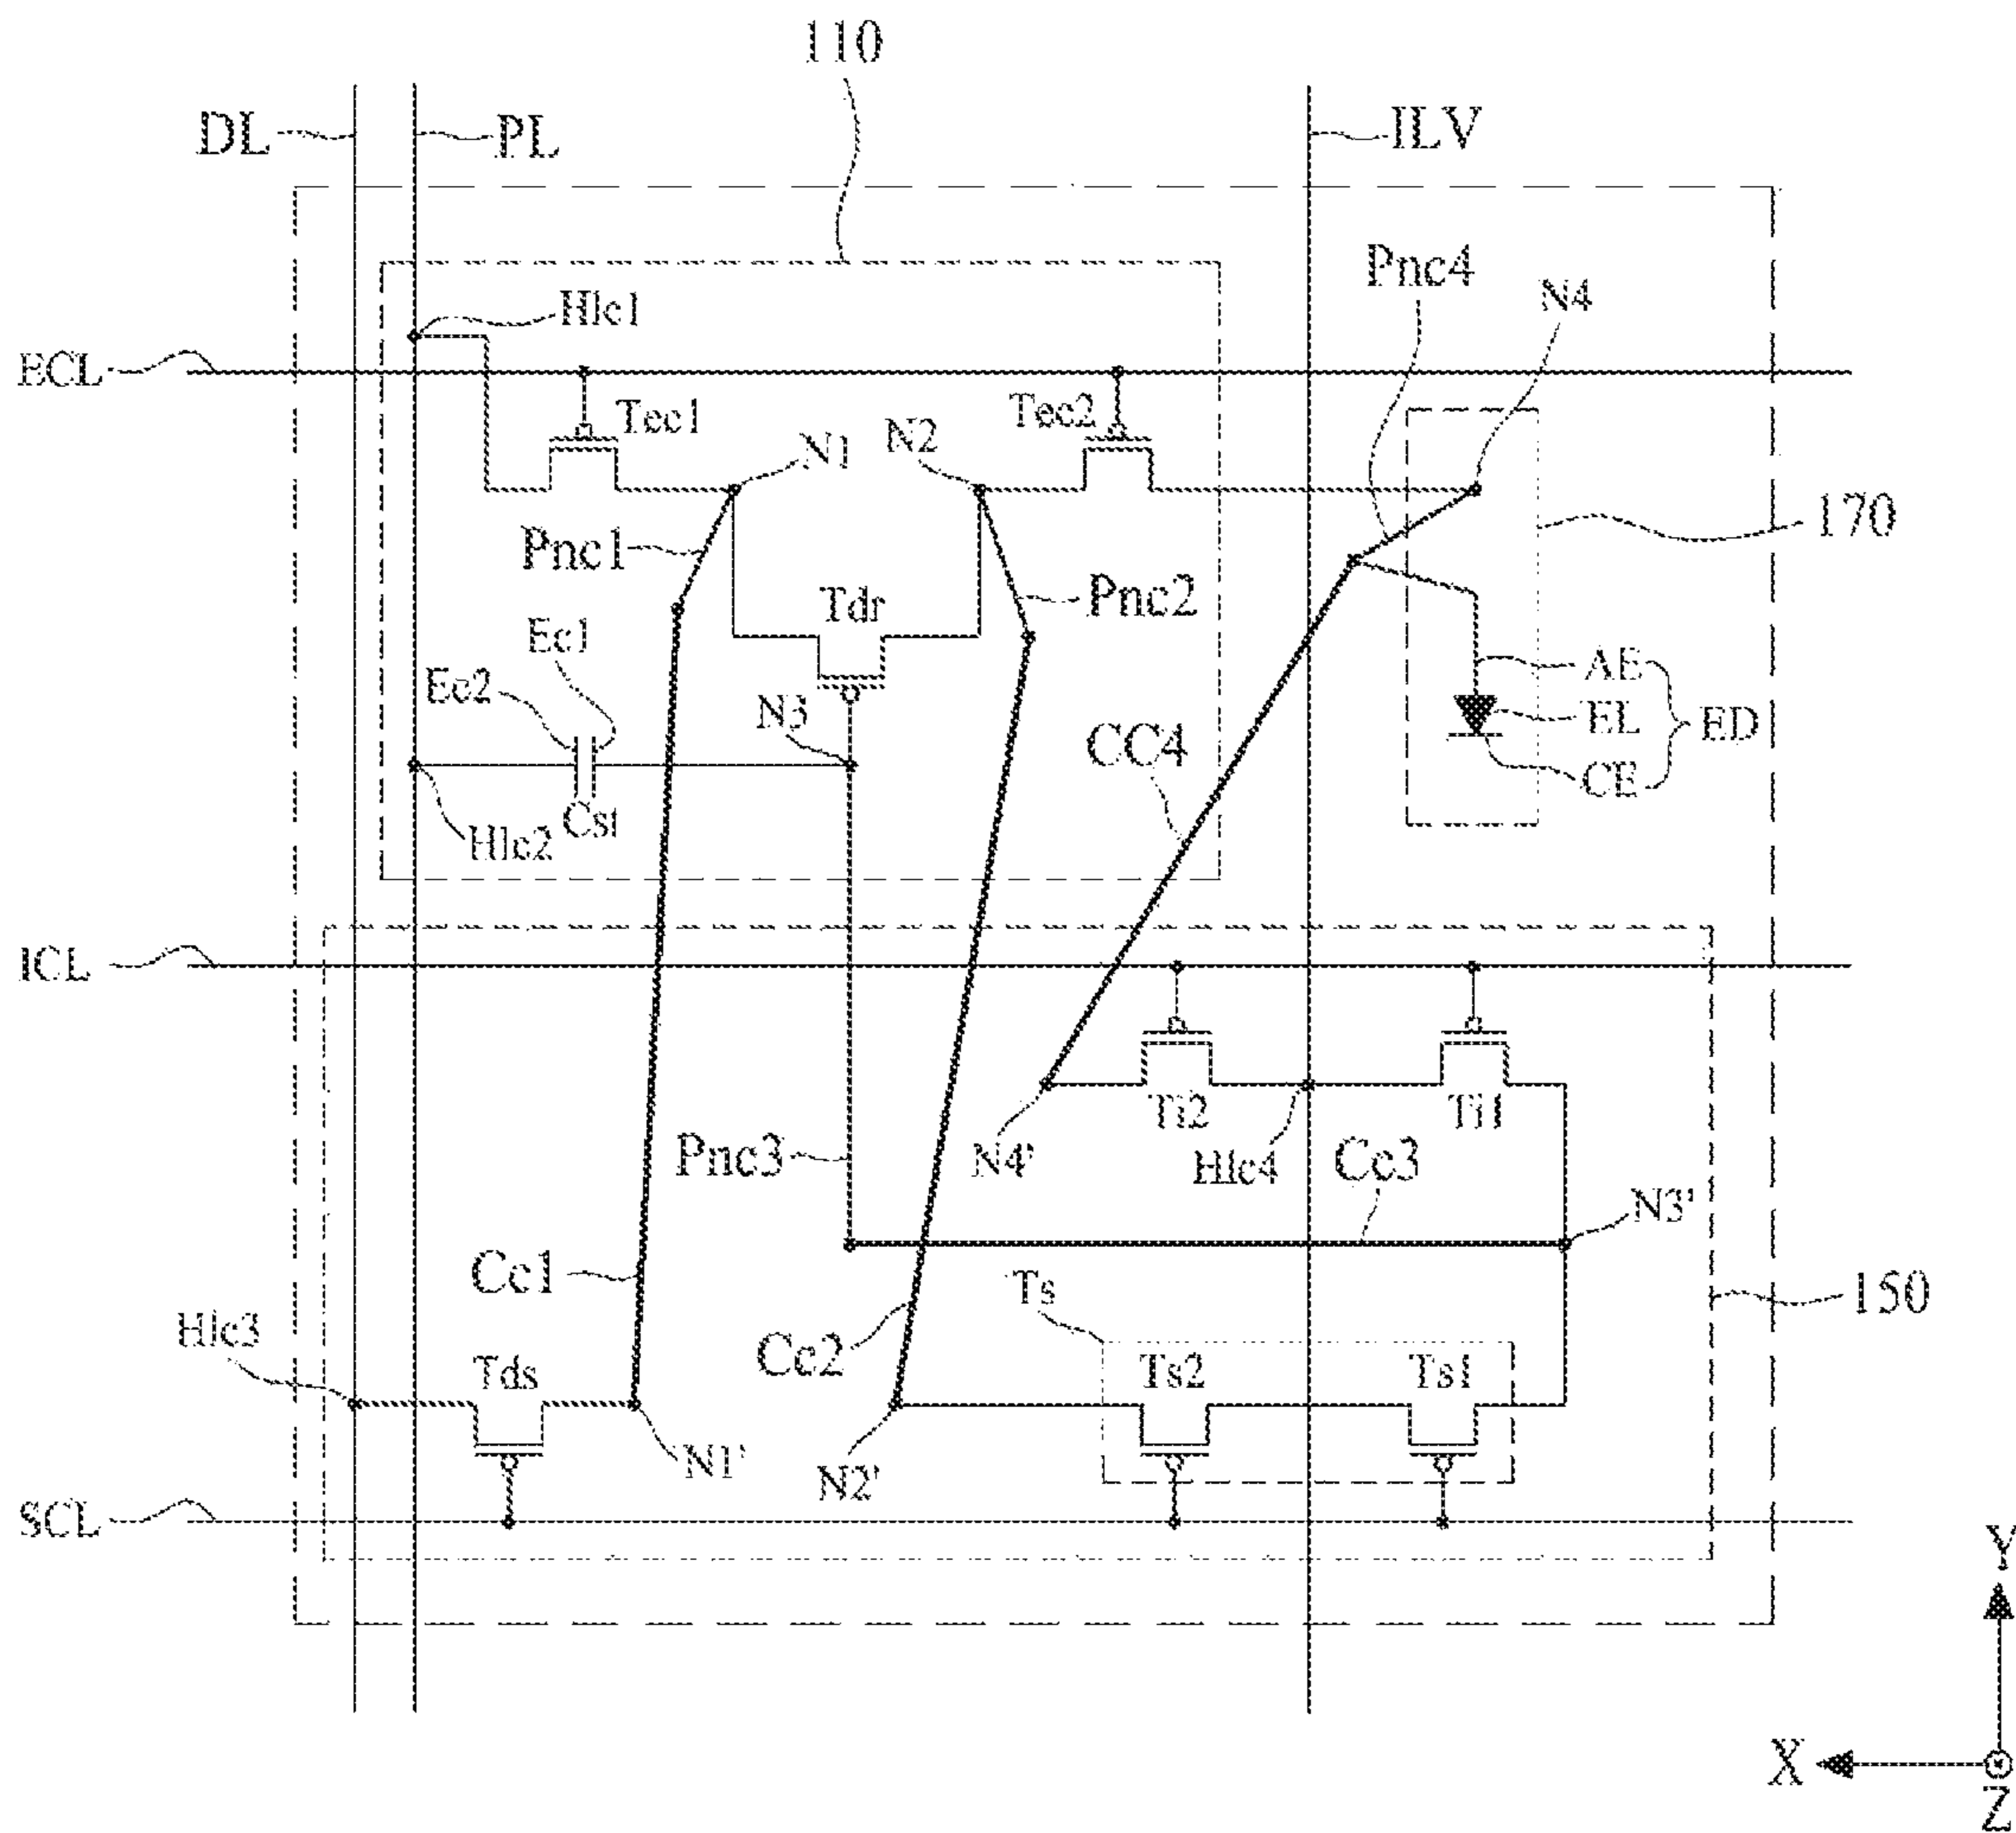 110
DL
PL
ILV
Pnc4
N4
Hlc1
ECL
Tec1
Tec2
N1
N2
170
Pnc1
Pnc2
Tdr
Ec1
Ec2
N3
AE
EL
ED
CE
CC4
Cst
Hlc2
ICL
Ti2
Ti1
Pnc3
N4'
Hlc4
Cc3
N3'
Cc1
Ts
150
Hlc3
Cc2
Tds
Ts2
Ts1
N1'
N2'
SCL
Y
X
Z